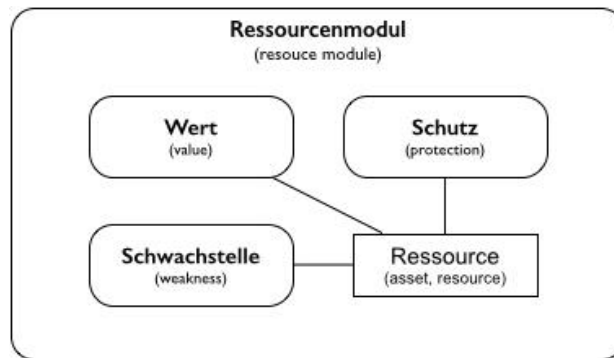 Ressourcenmodul
(resouce module)
Wert
(value)
Schutz
(protection)
Schwachstelle
(weakness)
Ressource
(asset, resource)